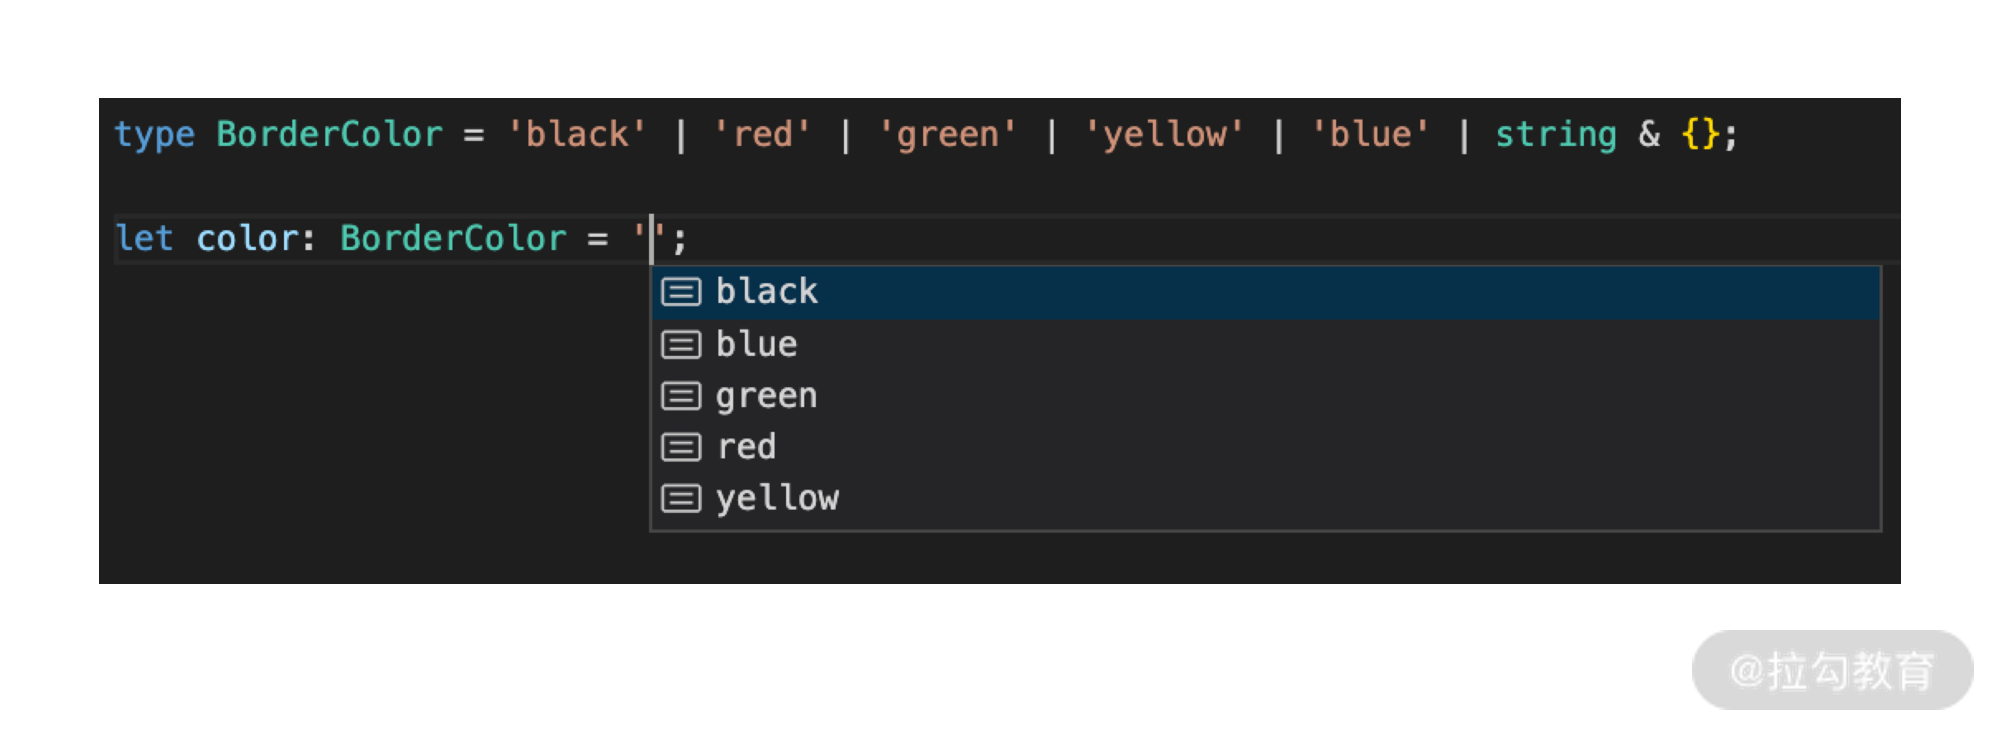 type BorderColor = 'black' | 'red' | 'green' | 'yellow' | 'blue' | string & {};
let color: BorderColor = '';
black
blue
green
red
yellow
@拉勾教育